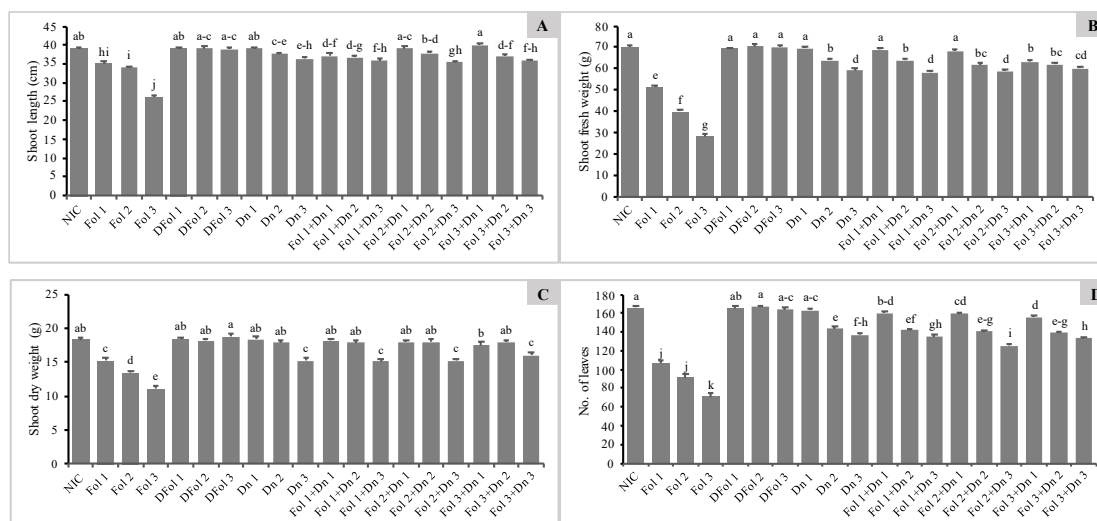 A
Shoot length (cm)
45
40
35
30
25
20
15
10
5
0
ab hi i j ab a-c a-c ab c-e e-h d-f d-g f-h a-c b-d gh a d-f f-h
NIC
Fol 1
Fol 2
Fol 3
DFol 1
DFol 2
DFol 3
Dn 1
Dn 2
Dn 3
Fol 1+Dn 1
Fol 1+Dn 2
Fol 1+Dn 3
Fol 2+Dn 1
Fol 2+Dn 2
Fol 2+Dn 3
Fol 3+Dn 1
Fol 3+Dn 2
Fol 3+Dn 3
B
Shoot fresh weight (g)
80
70
60
50
40
30
20
10
0
a e f g a a a a b d a b d a bc d b bc cd
NIC
Fol 1
Fol 2
Fol 3
DFol 1
DFol 2
DFol 3
Dn 1
Dn 2
Dn 3
Fol 1+Dn 1
Fol 1+Dn 2
Fol 1+Dn 3
Fol 2+Dn 1
Fol 2+Dn 2
Fol 2+Dn 3
Fol 3+Dn 1
Fol 3+Dn 2
Fol 3+Dn 3
C
Shoot dry weight (g)
25
20
15
10
5
0
ab c d e ab ab a ab ab c ab ab c ab ab c b ab c
NIC
Fol 1
Fol 2
Fol 3
DFol 1
DFol 2
DFol 3
Dn 1
Dn 2
Dn 3
Fol 1+Dn 1
Fol 1+Dn 2
Fol 1+Dn 3
Fol 2+Dn 1
Fol 2+Dn 2
Fol 2+Dn 3
Fol 3+Dn 1
Fol 3+Dn 2
Fol 3+Dn 3
D
No. of leaves
180
160
140
120
100
80
60
40
20
0
a j j k ab a a-c a-c e f-h b-d ef gh cd e-g i d e-g h
NIC
Fol 1
Fol 2
Fol 3
DFol 1
DFol 2
DFol 3
Dn 1
Dn 2
Dn 3
Fol 1+Dn 1
Fol 1+Dn 2
Fol 1+Dn 3
Fol 2+Dn 1
Fol 2+Dn 2
Fol 2+Dn 3
Fol 3+Dn 1
Fol 3+Dn 2
Fol 3+Dn 3